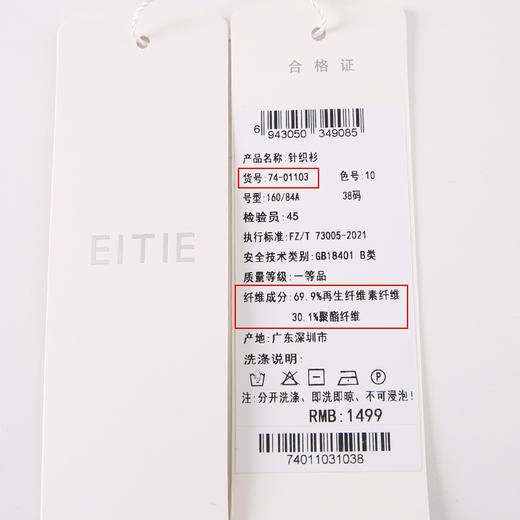 EITIE
合格证
6 943050 349085
产品名称:针织衫
货号:74-01103 色号:10
号型:160/84A 38码
检验员:45
执行标准:FZ/T 73005-2021
安全技术类别:GB18401 B类
质量等级:一等品
纤维成分:69.9%再生纤维素纤维
30.1%聚酯纤维
产地:广东深圳市
洗涤说明:
P
注:分开洗涤、即洗即晾、不可浸泡!
RMB:1499
74011031038